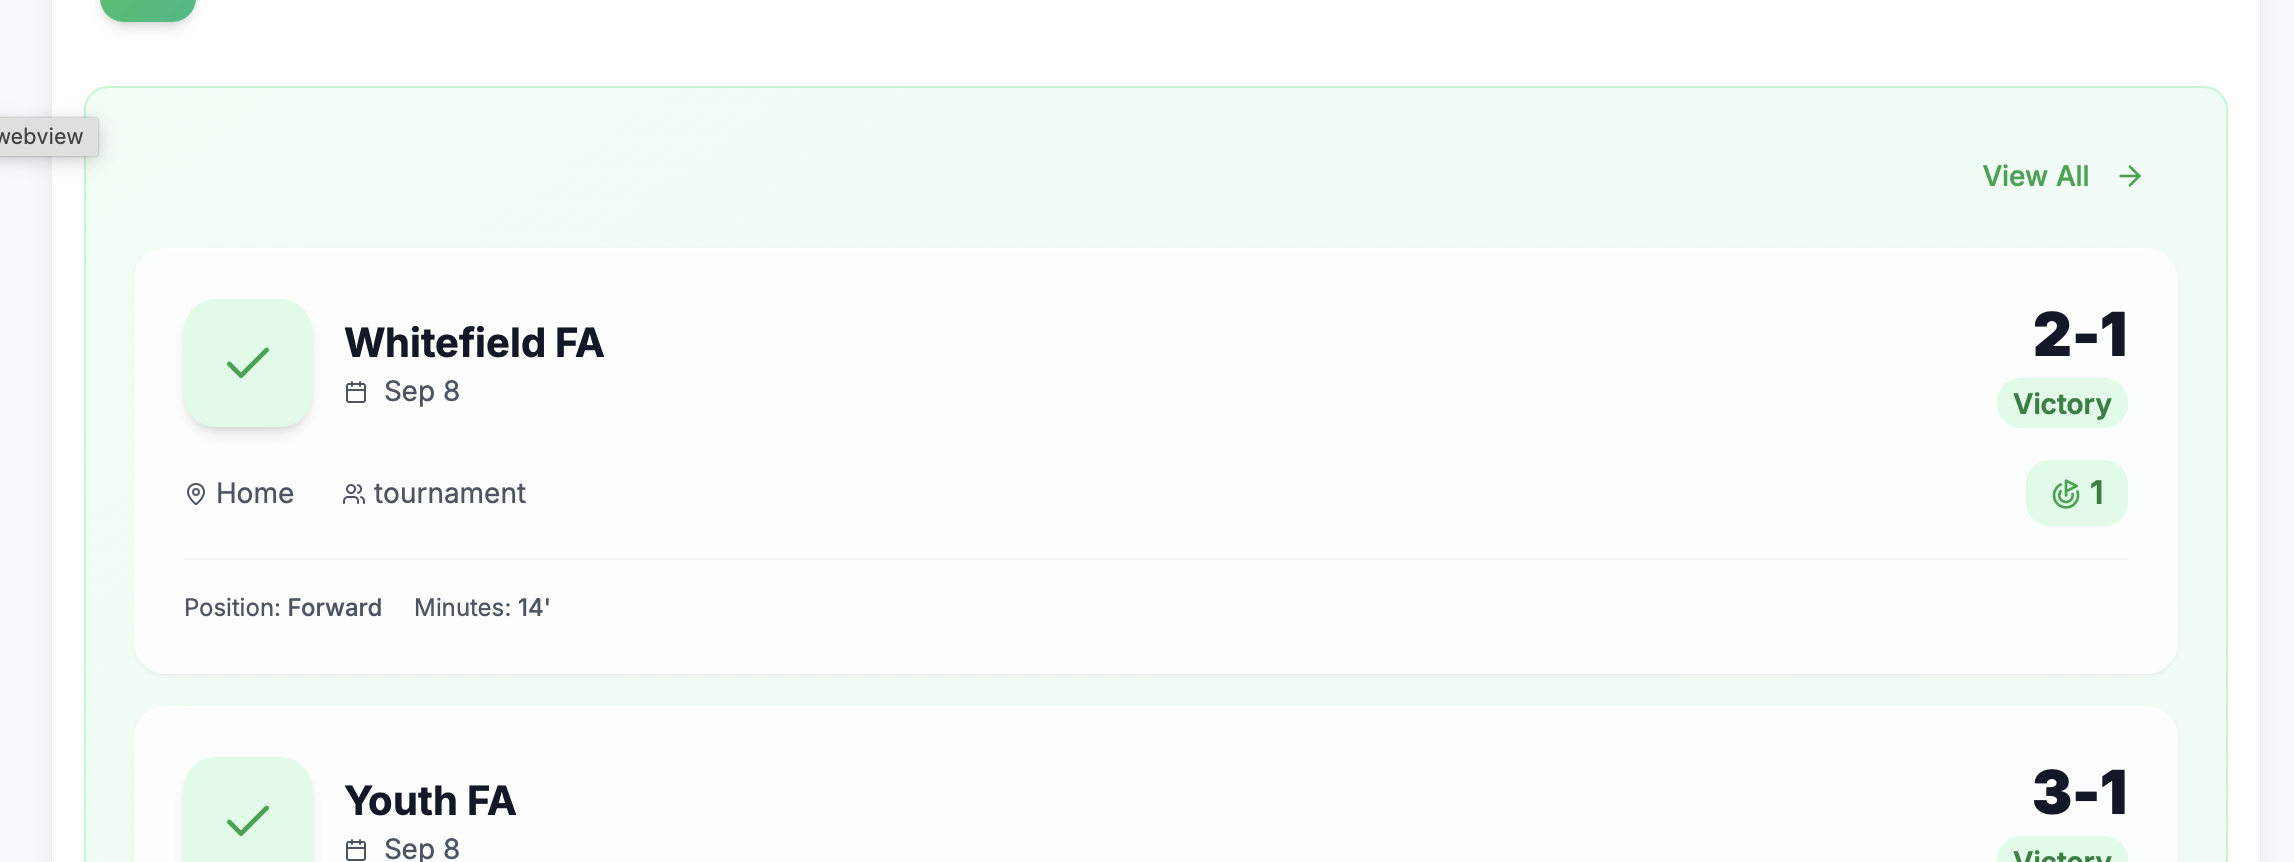 webview
View All
Whitefield FA
Sep 8
2-1
Victory
Home
tournament
1
Position: Forward Minutes: 14'
Youth FA
Sep 8
3-1
Victory